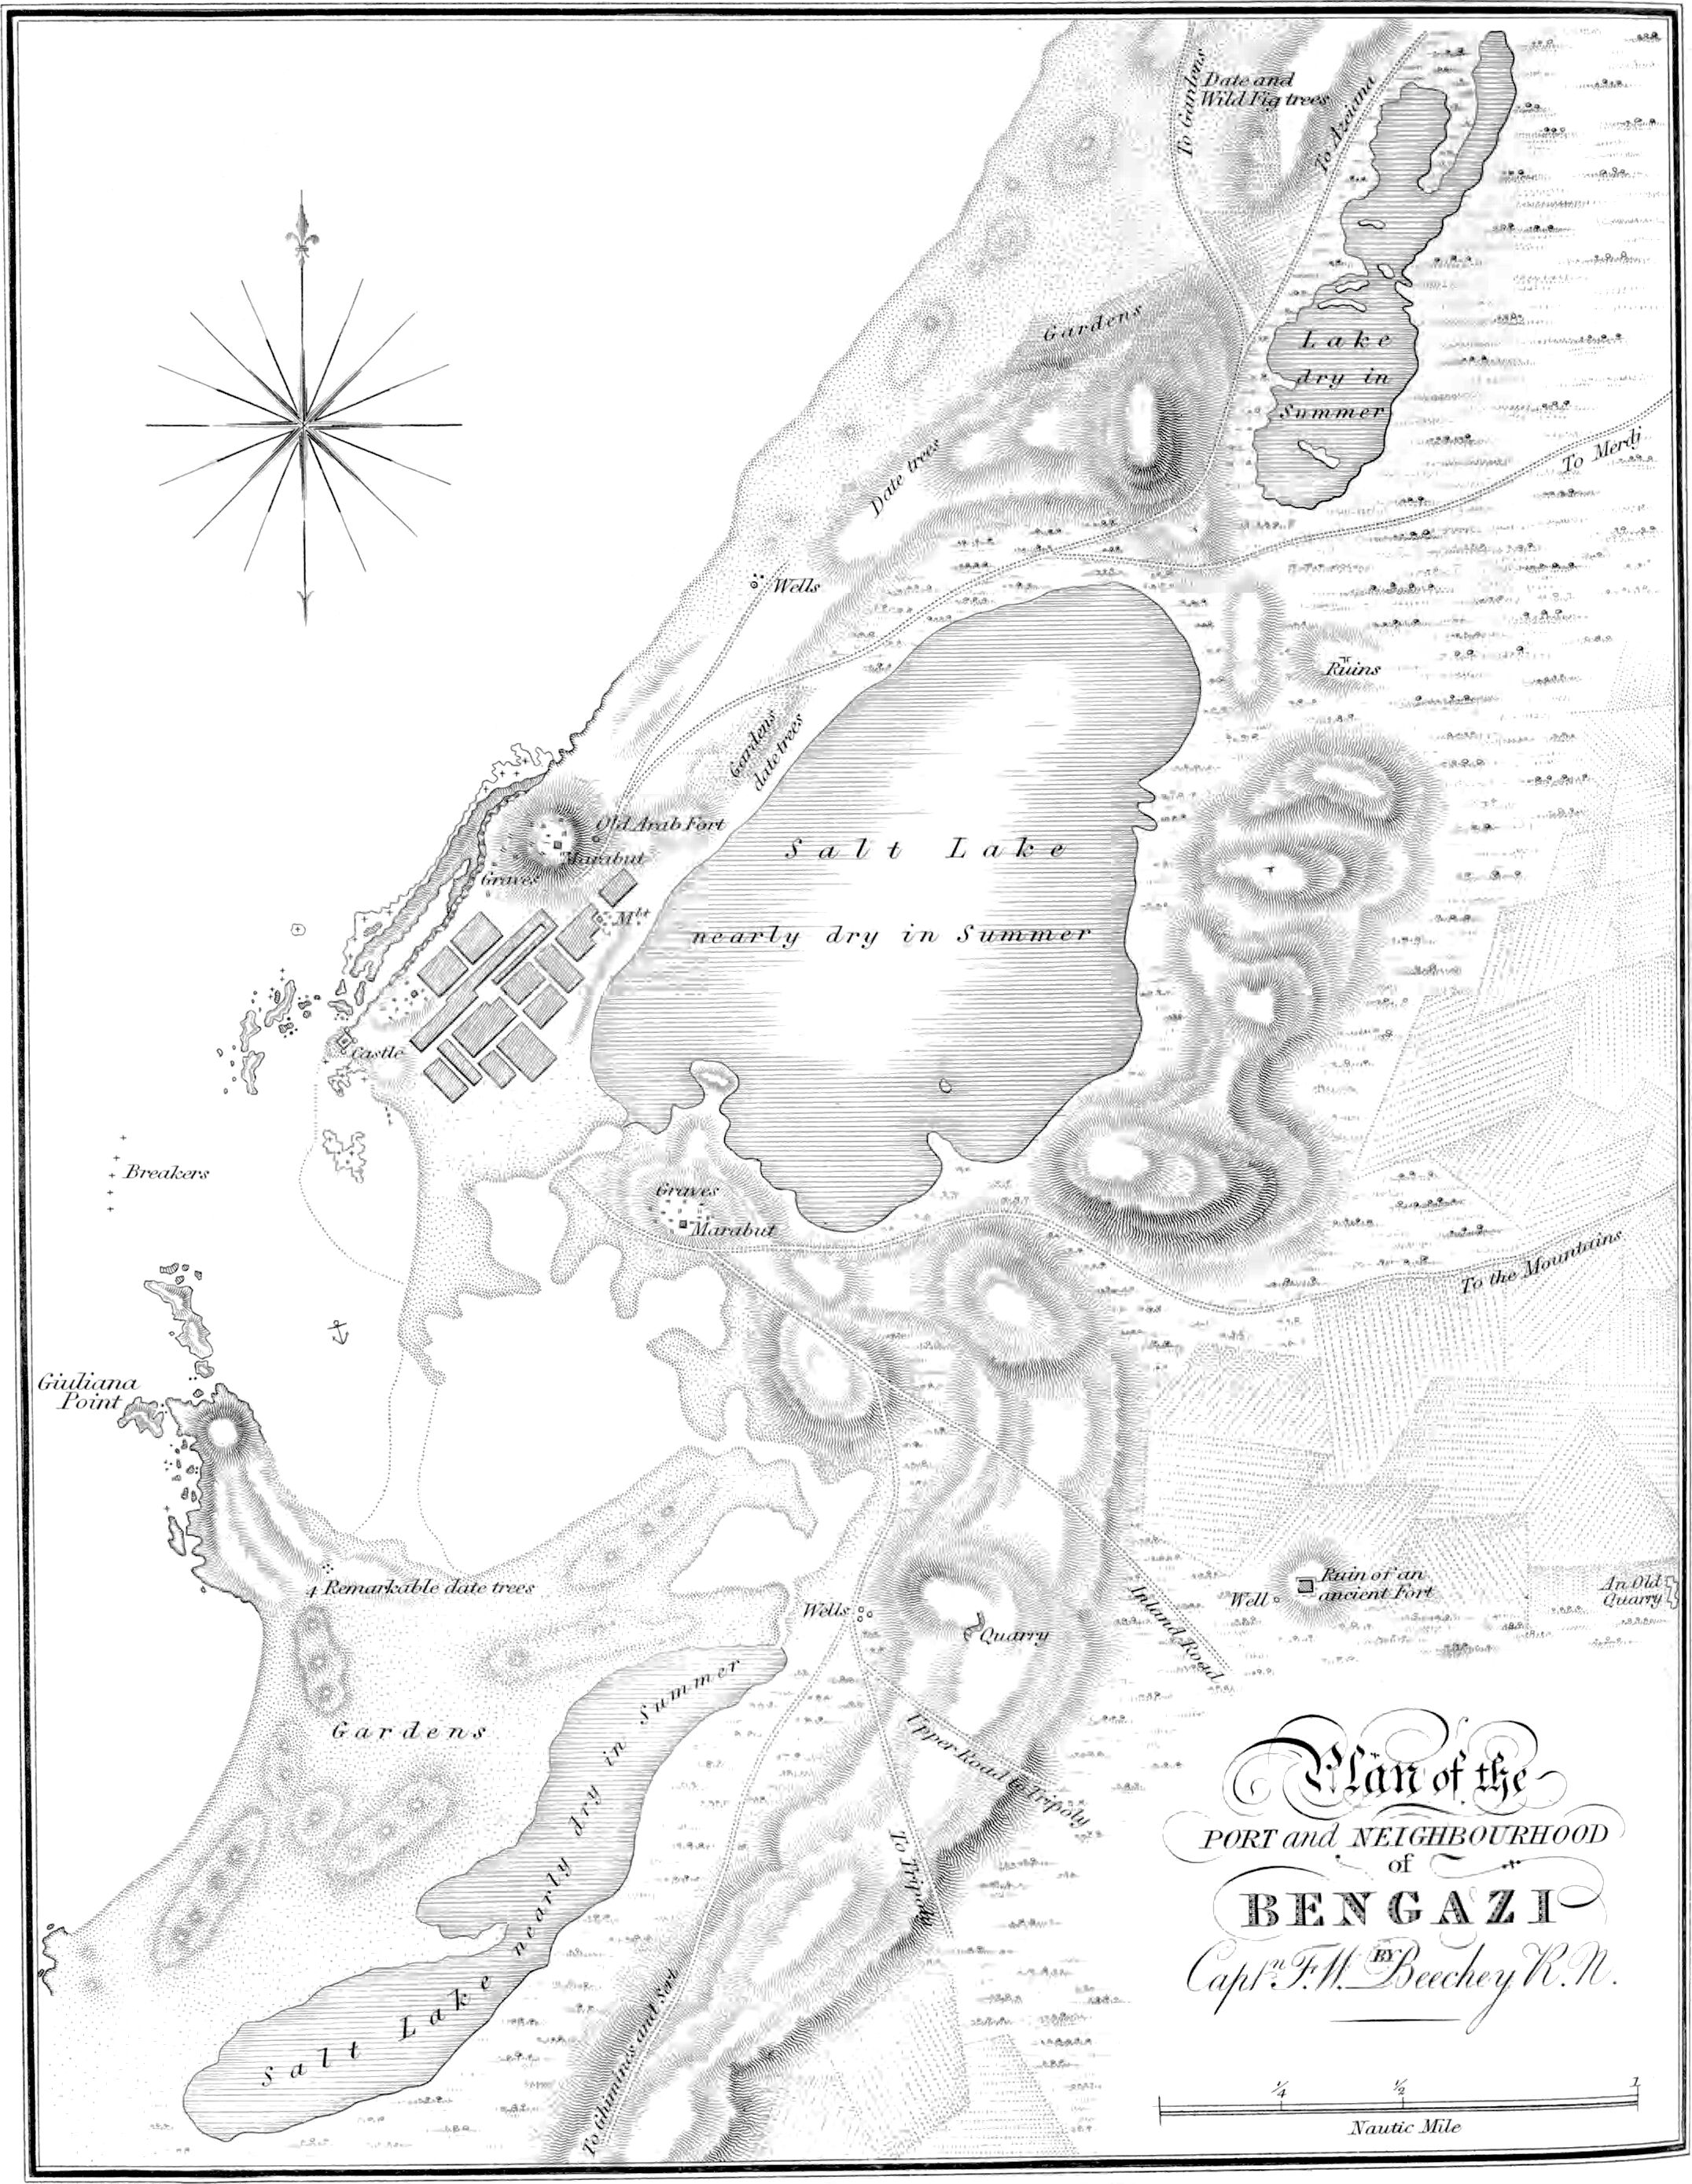 To Gardens
Date and
Wild Fig trees
To Azeiana
Gardens
Lake
dry in
Summer
To Merdj
Date trees
Wells
Ruins
Gardens
date trees
Old Arab Fort
Marabut
Graves
Mbt
Salt Lake
nearly dry in Summer
Castle
Breakers
Graves
Marabut
To the Mountains
Giuliana
Point
4 Remarkable date trees
Wells
Quarry
Inland Road
Well
Ruin of an
ancient Fort
An Old
Quarry
Gardens
Upper Road to Tripoly
To Tripoly
Salt Lake nearly dry in Summer
To Ghimines and Sert
Plan of the
PORT and NEIGHBOURHOOD
of
BENGAZI
BY
Captn F.W. Beechey R.N.
1/4 1/2 1
Nautic Mile